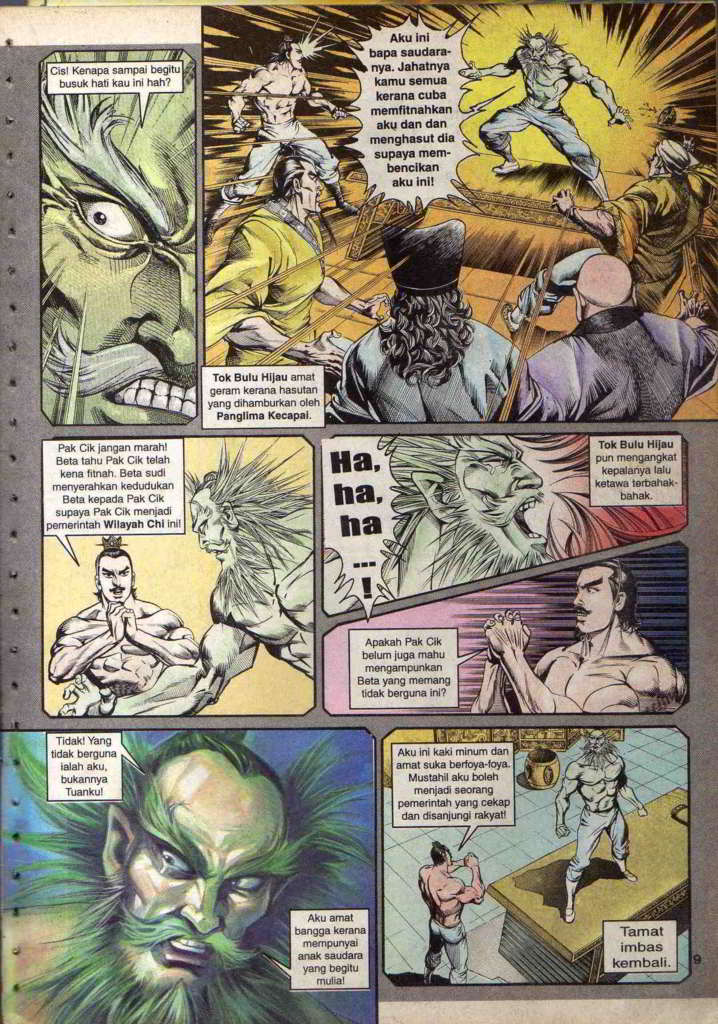 Cis! Kenapa sampai begitu
busuk hati kau ini hah?
Aku ini
bapa saudara-
nya. Jahatnya
kamu semua
kerana cuba
memfitnahkan
aku dan dan
menghasut dia
supaya mem-
bencikan
aku ini!
Tok Bulu Hijau amat
geram kerana hasutan
yang dihamburkan oleh
Panglima Kecapai.
Pak Cik jangan marah!
Beta tahu Pak Cik telah
kena fitnah. Beta sudi
menyerahkan kedudukan
Beta kepada Pak Cik
supaya Pak Cik menjadi
pemerintah Wilayah Chi ini!
Ha,
ha,
ha
...
!
Tok Bulu Hijau
pun mengangkat
kepalanya lalu
ketawa terbahak-
bahak.
Apakah Pak Cik
belum juga mahu
mengampunkan
Beta yang memang
tidak berguna ini?
Tidak! Yang
tidak berguna
ialah aku,
bukannya
Tuanku!
Aku amat
bangga kerana
mempunyai
anak saudara
yang begitu
mulia!
Aku ini kaki minum dan
amat suka berfoya-foya.
Mustahil aku boleh
menjadi seorang
pemerintah yang cekap
dan disanjungi rakyat!
Tamat
imbas
kembali.
9